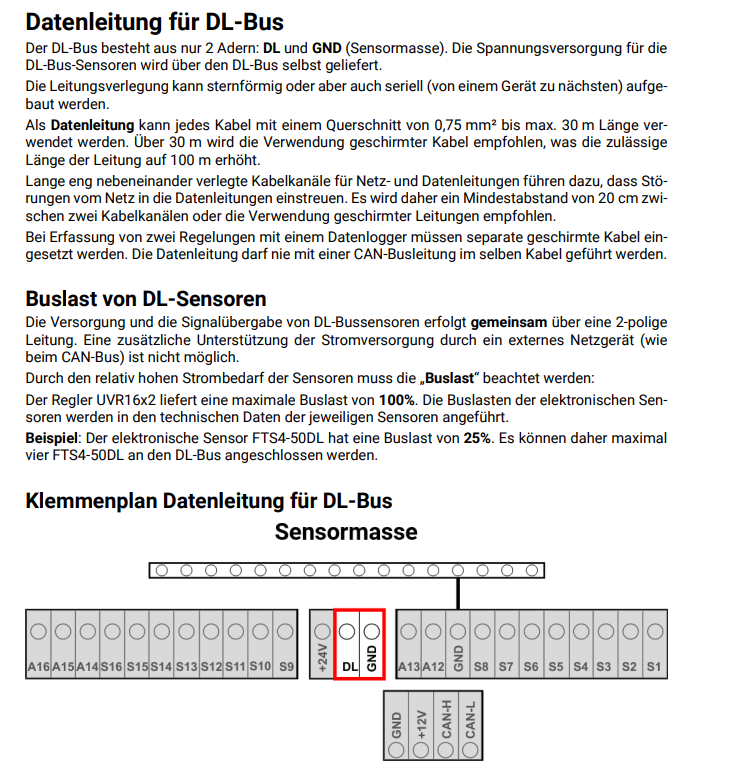 Datenleitung für DL-Bus
Der DL-Bus besteht aus nur 2 Adern: DL und GND (Sensormasse). Die Spannungsversorgung für die
DL-Bus-Sensoren wird über den DL-Bus selbst geliefert.
Die Leitungsverlegung kann sternförmig oder aber auch seriell (von einem Gerät zu nächsten) aufge-
baut werden.
Als Datenleitung kann jedes Kabel mit einem Querschnitt von 0,75 mm² bis max. 30 m Länge ver-
wendet werden. Über 30 m wird die Verwendung geschirmter Kabel empfohlen, was die zulässige
Länge der Leitung auf 100 m erhöht.
Lange eng nebeneinander verlegte Kabelkanäle für Netz- und Datenleitungen führen dazu, dass Stö-
rungen vom Netz in die Datenleitungen einstreuen. Es wird daher ein Mindestabstand von 20 cm zwi-
schen zwei Kabelkanälen oder die Verwendung geschirmter Leitungen empfohlen.
Bei Erfassung von zwei Regelungen mit einem Datenlogger müssen separate geschirmte Kabel ein-
gesetzt werden. Die Datenleitung darf nie mit einer CAN-Busleitung im selben Kabel geführt werden.
Buslast von DL-Sensoren
Die Versorgung und die Signalübergabe von DL-Bussensoren erfolgt gemeinsam über eine 2-polige
Leitung. Eine zusätzliche Unterstützung der Stromversorgung durch ein externes Netzgerät (wie
beim CAN-Bus) ist nicht möglich.
Durch den relativ hohen Strombedarf der Sensoren muss die „Buslast“ beachtet werden:
Der Regler UVR16x2 liefert eine maximale Buslast von 100%. Die Buslasten der elektronischen Sen-
soren werden in den technischen Daten der jeweiligen Sensoren angeführt.
Beispiel: Der elektronische Sensor FTS4-50DL hat eine Buslast von 25%. Es können daher maximal
vier FTS4-50DL an den DL-Bus angeschlossen werden.
Klemmenplan Datenleitung für DL-Bus
Sensormasse
A16 A15 A14 S16 S15 S14 S13 S12 S11 S10 S9 +24V DL GND A13 A12 GND S8 S7 S6 S5 S4 S3 S2 S1
GND +12V CAN-H CAN-L